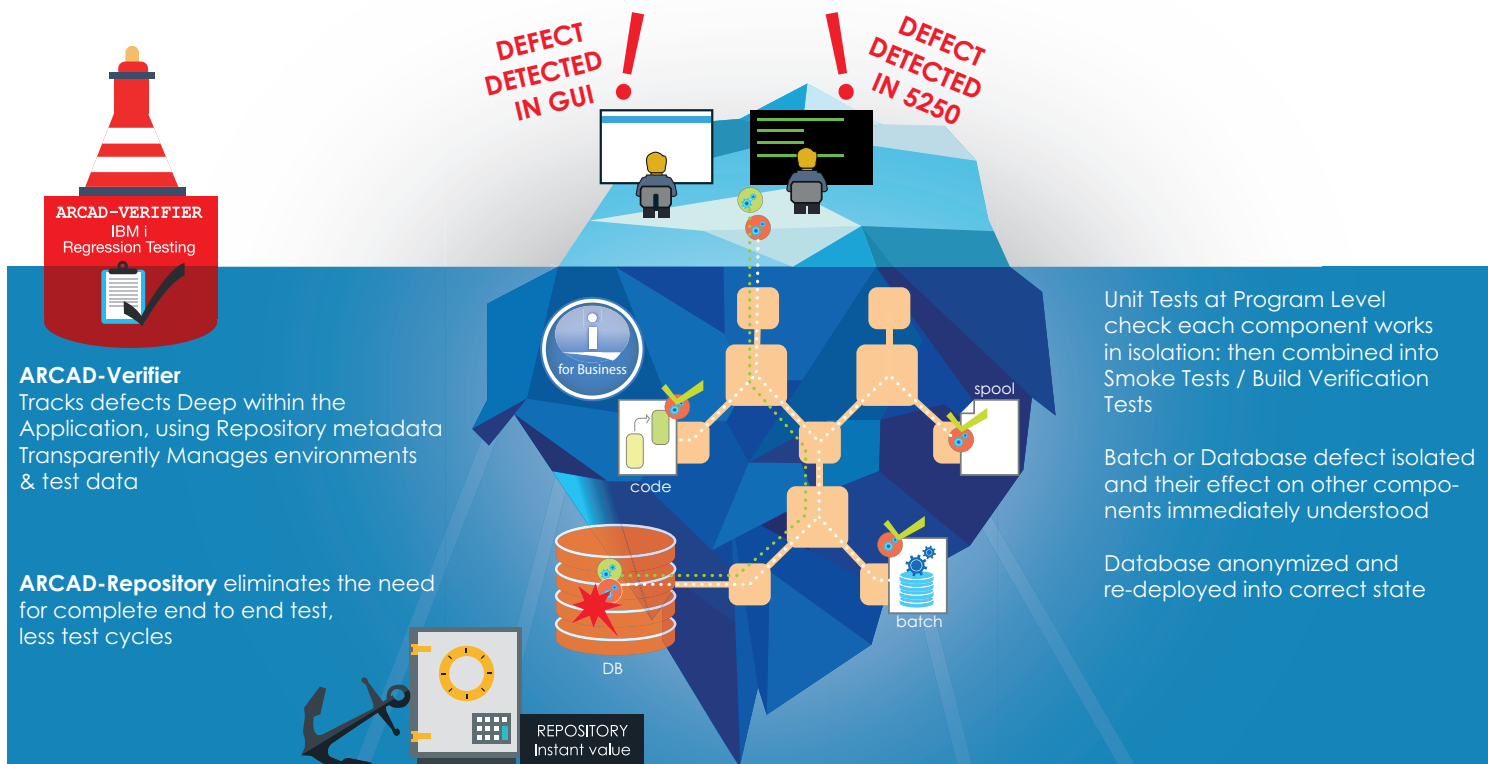 DEFECT
DETECTED
IN GUI
DEFECT
DETECTED
IN 5250
ARCAD-VERIFIER
IBM i
Regression Testing
ARCAD-Verifier
Tracks defects Deep within the
Application, using Repository metadata
Transparently Manages environments
& test data
ARCAD-Repository eliminates the need
for complete end to end test,
less test cycles
REPOSITORY
Instant value
i
for Business
code
spool
batch
DB
Unit Tests at Program Level
check each component works
in isolation: then combined into
Smoke Tests / Build Verification
Tests
Batch or Database defect isolated
and their effect on other compo-
nents immediately understood
Database anonymized and
re-deployed into correct state